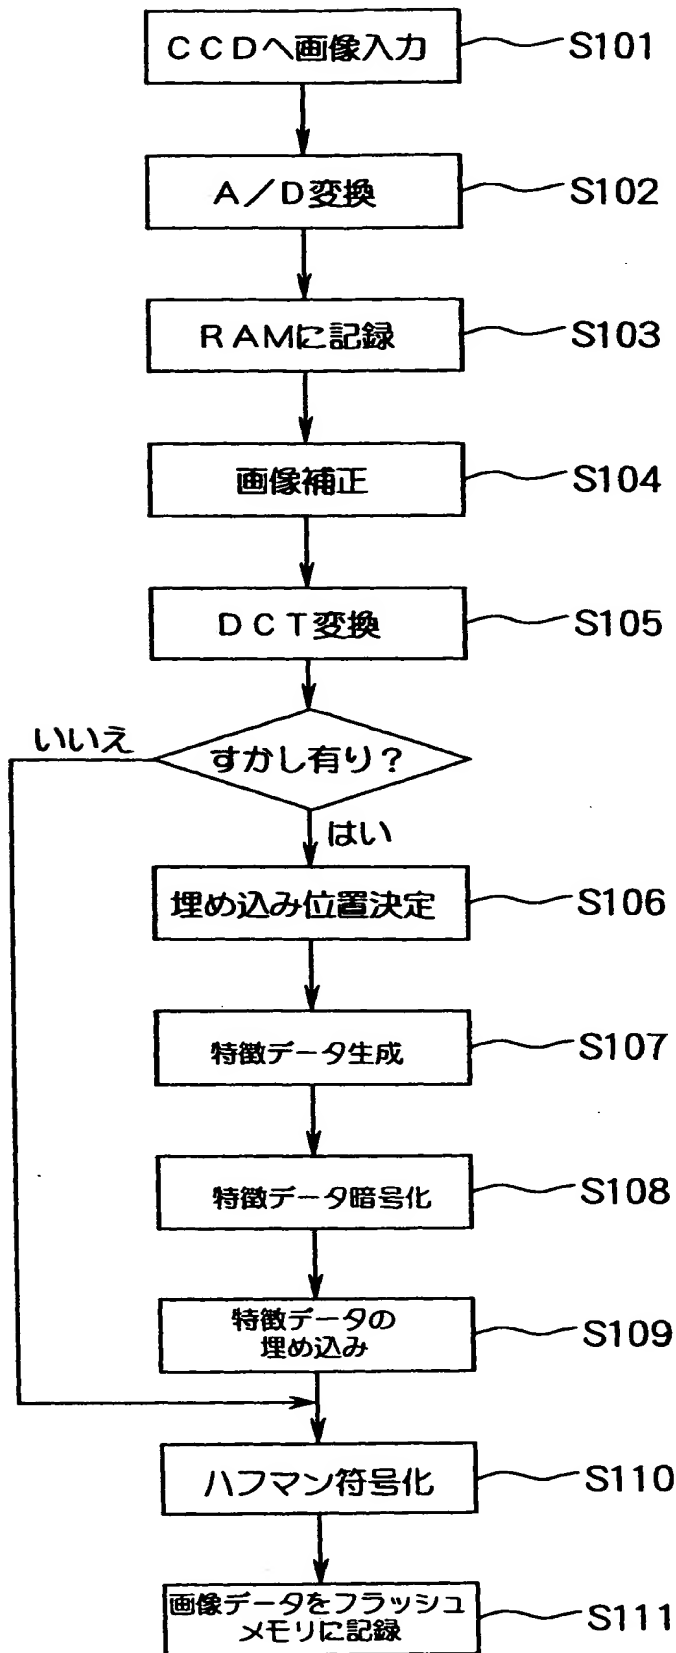 CCDへ画像入力
S101
A/D変換
S102
RAMに記録
S103
画像補正
S104
DCT変換
S105
いいえ
すかし有り?
はい
埋め込み位置決定
S106
特徴データ生成
S107
特徴データ暗号化
S108
特徴データの
埋め込み
S109
ハフマン符号化
S110
画像データをフラッシュ
メモリに記録
S111